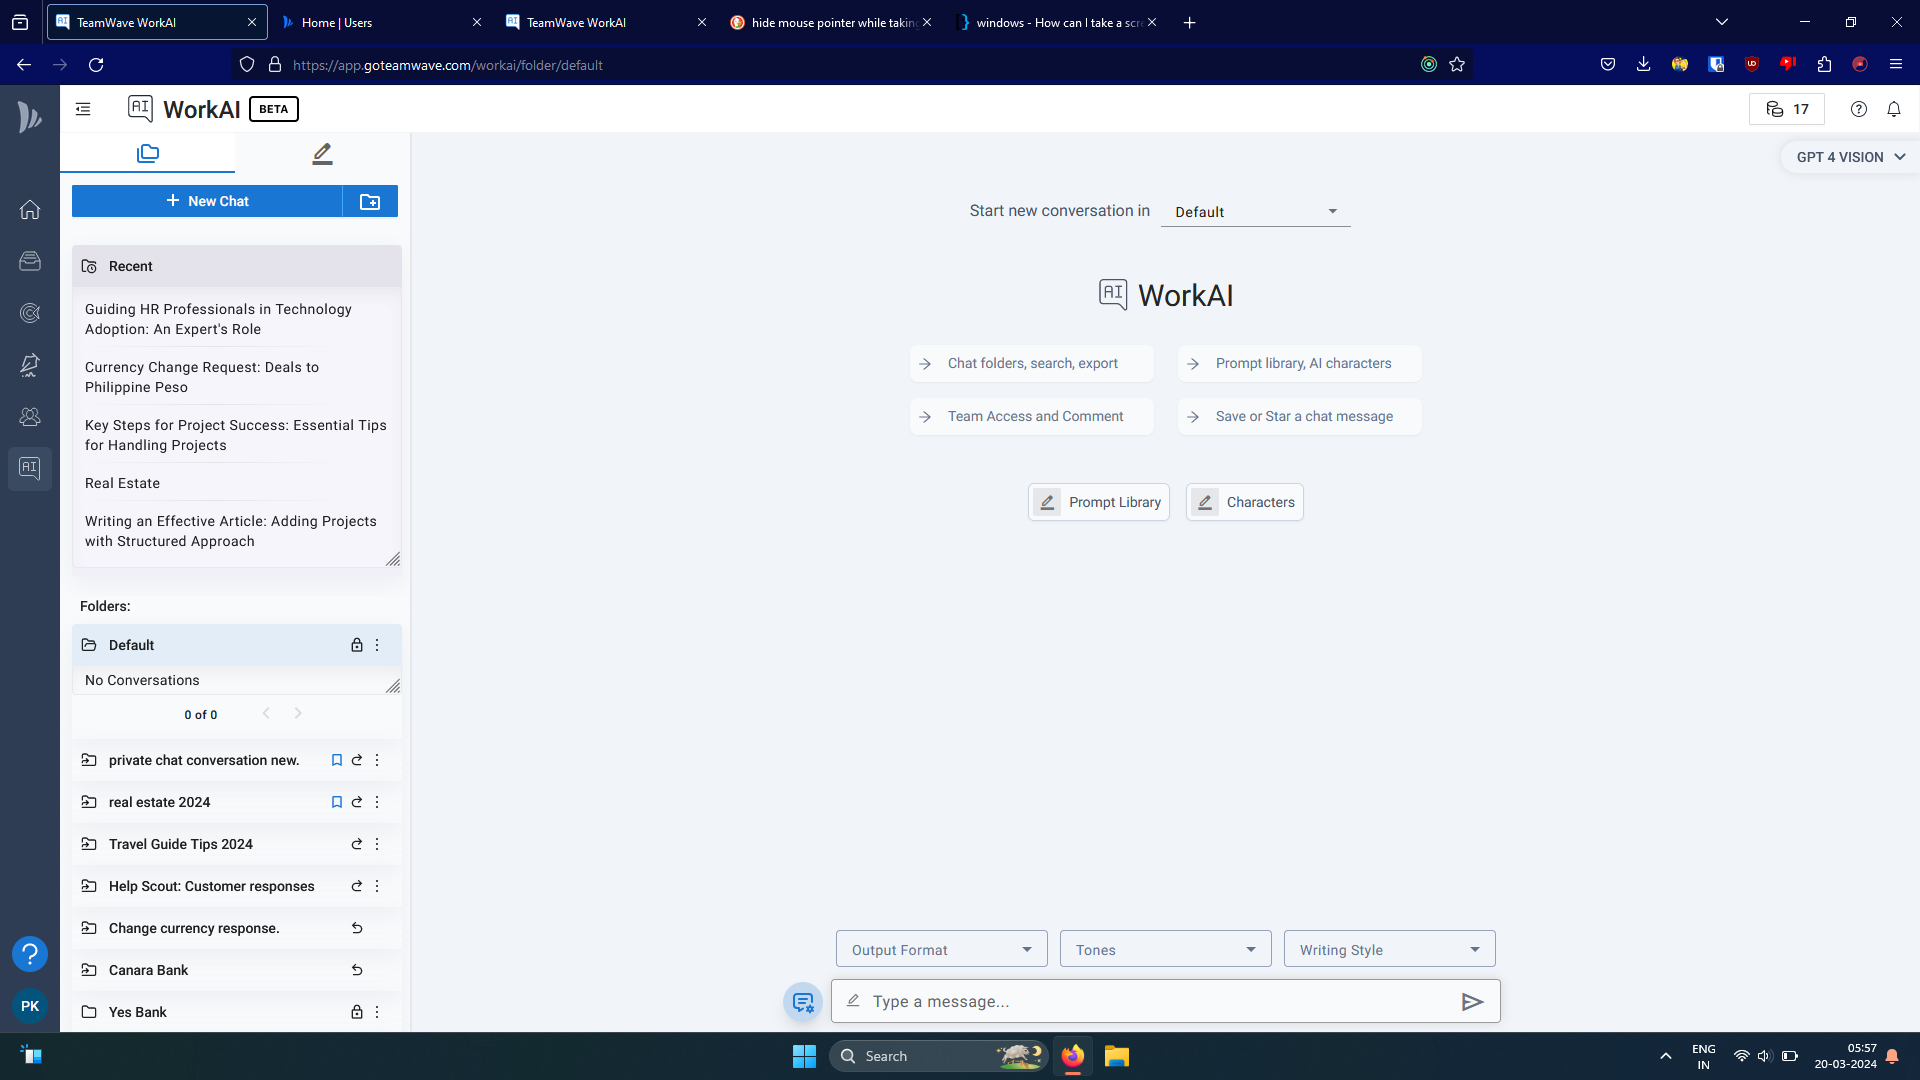 TeamWave WorkAI
Home | Users
TeamWave WorkAI
hide mouse pointer while taking
windows - How can I take a scre
https://app.goteamwave.com/workai/folder/default
AI WorkAI BETA
17
GPT 4 VISION
New Chat
Start new conversation in Default
Recent
Guiding HR Professionals in Technology
Adoption: An Expert's Role
Currency Change Request: Deals to
Philippine Peso
Key Steps for Project Success: Essential Tips
for Handling Projects
Real Estate
Writing an Effective Article: Adding Projects
with Structured Approach
AI WorkAI
Chat folders, search, export
Prompt library, AI characters
Team Access and Comment
Save or Star a chat message
Prompt Library
Characters
AI
Folders:
Default
No Conversations
0 of 0
private chat conversation new.
real estate 2024
Travel Guide Tips 2024
Help Scout: Customer responses
Change currency response.
Canara Bank
Yes Bank
?
PK
Output Format
Tones
Writing Style
Type a message...
Search
ENG
IN
05:57
20-03-2024